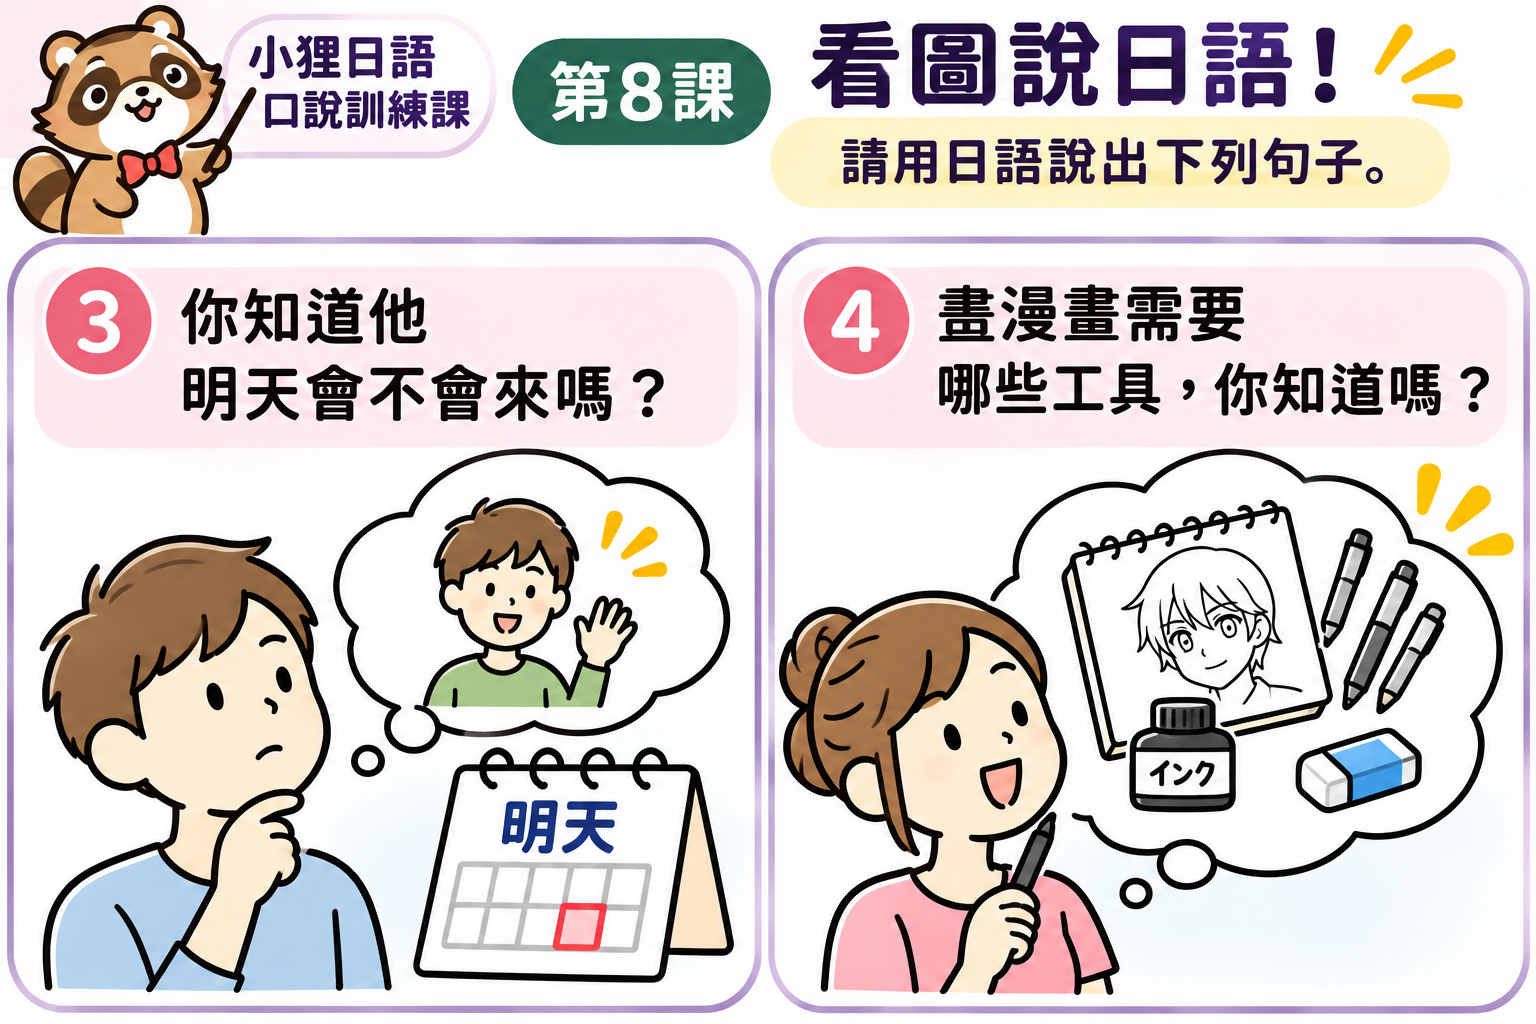 小狸日語
口說訓練課
第8課
看圖說日語！
請用日語說出下列句子。
3
你知道他
明天會不會來嗎？
明天
4
畫漫畫需要
哪些工具，你知道嗎？
インク